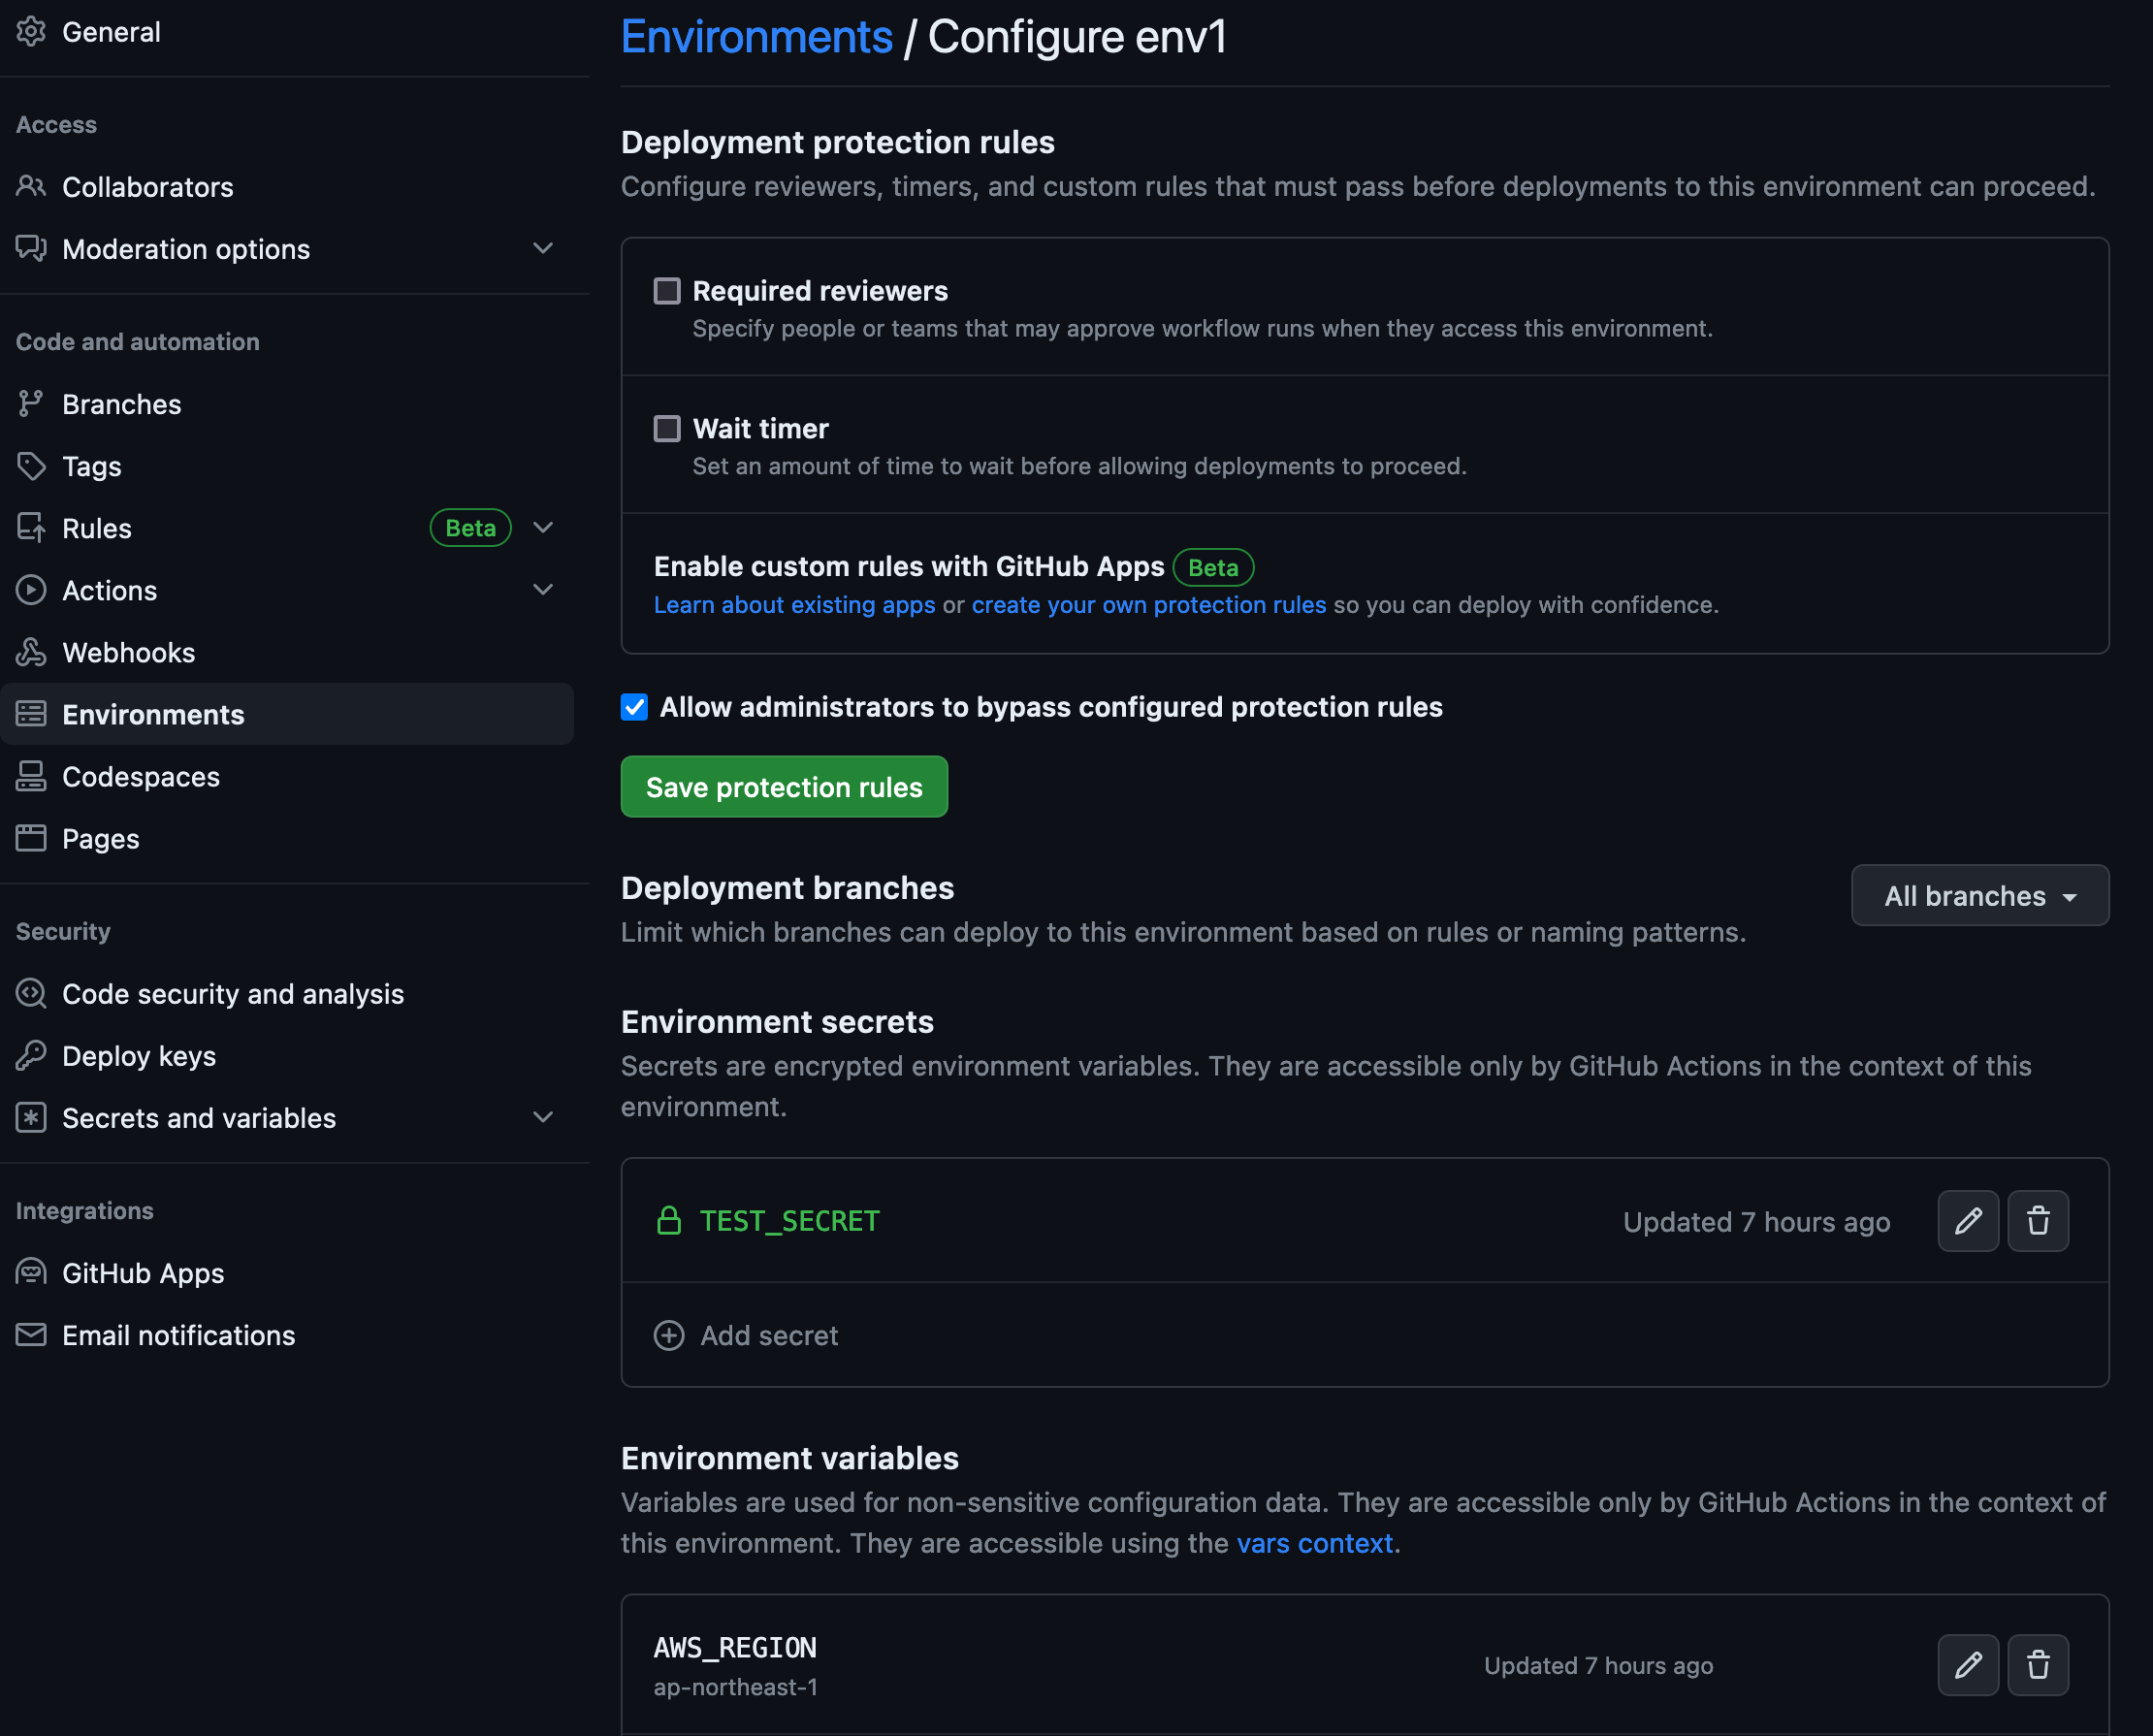 General
Access
Collaborators
Moderation options
Code and automation
Branches
Tags
Rules Beta
Actions
Webhooks
Environments
Codespaces
Pages
Security
Code security and analysis
Deploy keys
Secrets and variables
Integrations
GitHub Apps
Email notifications
Environments / Configure env1
Deployment protection rules
Configure reviewers, timers, and custom rules that must pass before deployments to this environment can proceed.
Required reviewers
Specify people or teams that may approve workflow runs when they access this environment.
Wait timer
Set an amount of time to wait before allowing deployments to proceed.
Enable custom rules with GitHub Apps Beta
Learn about existing apps or create your own protection rules so you can deploy with confidence.
Allow administrators to bypass configured protection rules
Save protection rules
Deployment branches
All branches
Limit which branches can deploy to this environment based on rules or naming patterns.
Environment secrets
Secrets are encrypted environment variables. They are accessible only by GitHub Actions in the context of this
environment.
TEST_SECRET Updated 7 hours ago
Add secret
Environment variables
Variables are used for non-sensitive configuration data. They are accessible only by GitHub Actions in the context of
this environment. They are accessible using the vars context.
AWS_REGION
ap-northeast-1
Updated 7 hours ago